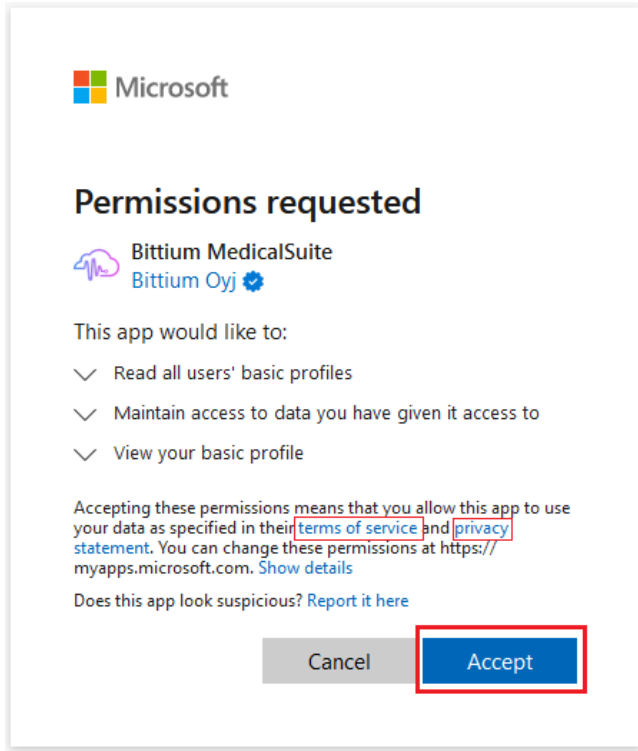 Microsoft
Permissions requested
Bittium MedicalSuite
Bittium Oyj
This app would like to:
Read all users' basic profiles
Maintain access to data you have given it access to
View your basic profile
Accepting these permissions means that you allow this app to use
your data as specified in their terms of service and privacy
statement. You can change these permissions at https://
myapps.microsoft.com. Show details
Does this app look suspicious? Report it here
Cancel
Accept